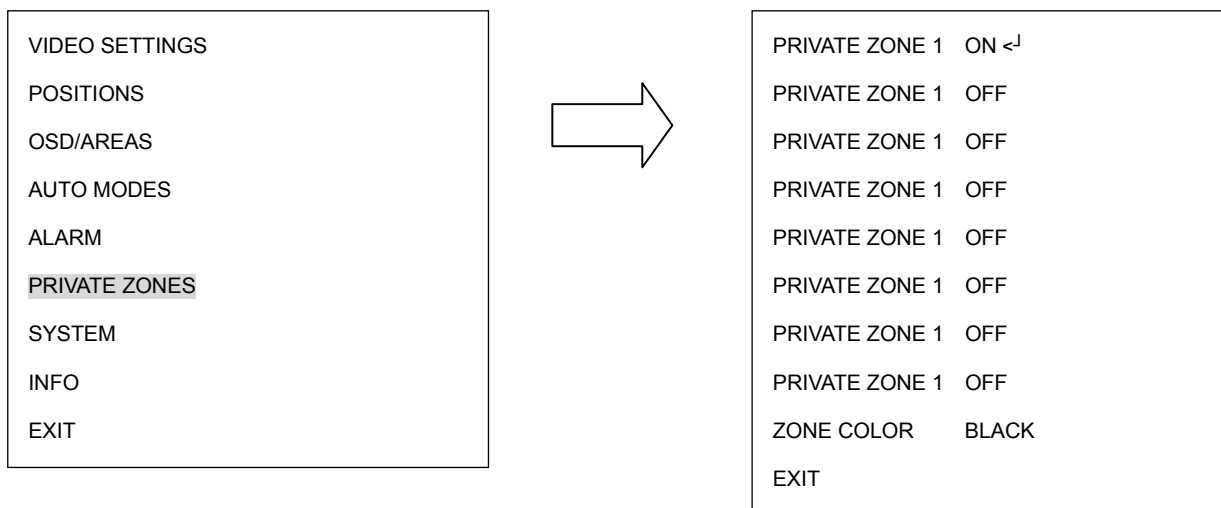 VIDEO SETTINGS
POSITIONS
OSD/AREAS
AUTO MODES
ALARM
PRIVATE ZONES
SYSTEM
INFO
EXIT
PRIVATE ZONE 1 ON <┘
PRIVATE ZONE 1 OFF
PRIVATE ZONE 1 OFF
PRIVATE ZONE 1 OFF
PRIVATE ZONE 1 OFF
PRIVATE ZONE 1 OFF
PRIVATE ZONE 1 OFF
PRIVATE ZONE 1 OFF
ZONE COLOR BLACK
EXIT